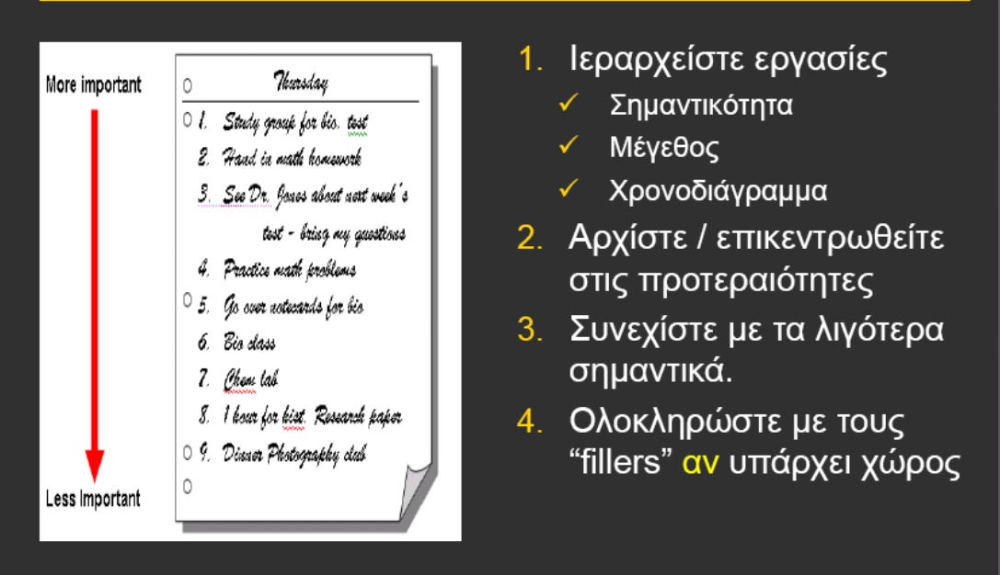 More important
Less Important
Thursday
1. Study group for bio. test
2. Hand in math homework
3. See Dr. Jones about next week's
test - bring my questions
4. Practice math problems
5. Go over notecards for bio
6. Bio class
7. Chem lab
8. 1 hour for hist. Research paper
9. Dinner Photography club
1. Ιεραρχείστε εργασίες
✓ Σημαντικότητα
✓ Μέγεθος
✓ Χρονοδιάγραμμα
2. Αρχίστε / επικεντρωθείτε
στις προτεραιότητες
3. Συνεχίστε με τα λιγότερα
σημαντικά.
4. Ολοκληρώστε με τους
“fillers” αν υπάρχει χώρος